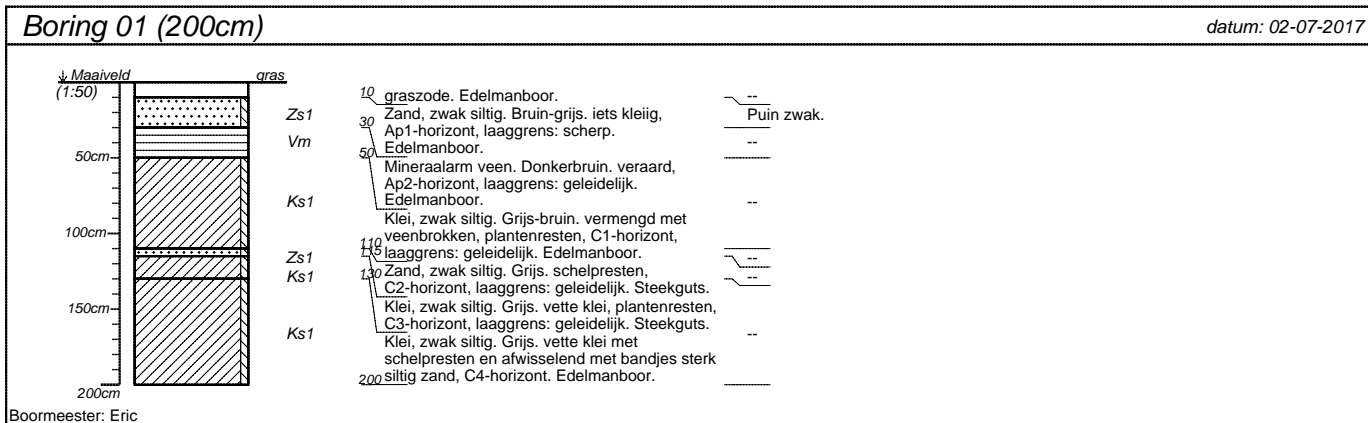 Boring 01 (200cm)
datum: 02-07-2017
Maaiveld
gras
(1:50)
10 graszode. Edelmanboor. --
Zs1 Zand, zwak siltig. Bruin-grijs. iets kleiig, Puin zwak.
30 Ap1-horizont, laaggrens: scherp.
Edelmanboor.
Vm --
50cm
50 Mineraalarm veen. Donkerbruin. veraard,
Ap2-horizont, laaggrens: geleidelijk.
Edelmanboor.
Ks1 --
Klei, zwak siltig. Grijs-bruin. vermengd met
100cm veenbrokken, plantenresten, C1-horizont,
110 laaggrens: geleidelijk. Edelmanboor.
115
Zs1 --
Zand, zwak siltig. Grijs. schelpresten,
Ks1 130 --
C2-horizont, laaggrens: geleidelijk. Steekguts.
150cm Klei, zwak siltig. Grijs. vette klei, plantenresten,
C3-horizont, laaggrens: geleidelijk. Steekguts.
Ks1 --
Klei, zwak siltig. Grijs. vette klei met
schelpresten en afwisselend met bandjes sterk
200 siltig zand, C4-horizont. Edelmanboor.
200cm
Boormeester: Eric